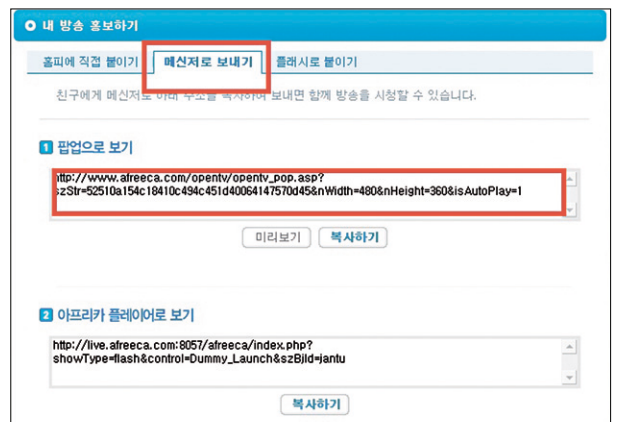 내 방송 홍보하기
홈피에 직접 붙이기 메신저로 보내기 플래시로 붙이기
친구에게 메신저로 아래 주소를 복사하여 보내면 함께 방송을 시청할 수 있습니다.
1 팝업으로 보기
http://www.afreeca.com/opentv/opentv_pop.asp?
szStr=52510a154c18410c494c451d40064147570d45&nWidth=480&nHeight=360&isAutoPlay=1
미리보기 복사하기
2 아프리카 플레이어로 보기
http://live.afreeca.com:8057/afreeca/index.php?
showType=flash&control=Dummy_Launch&szBjId=jantu
복사하기